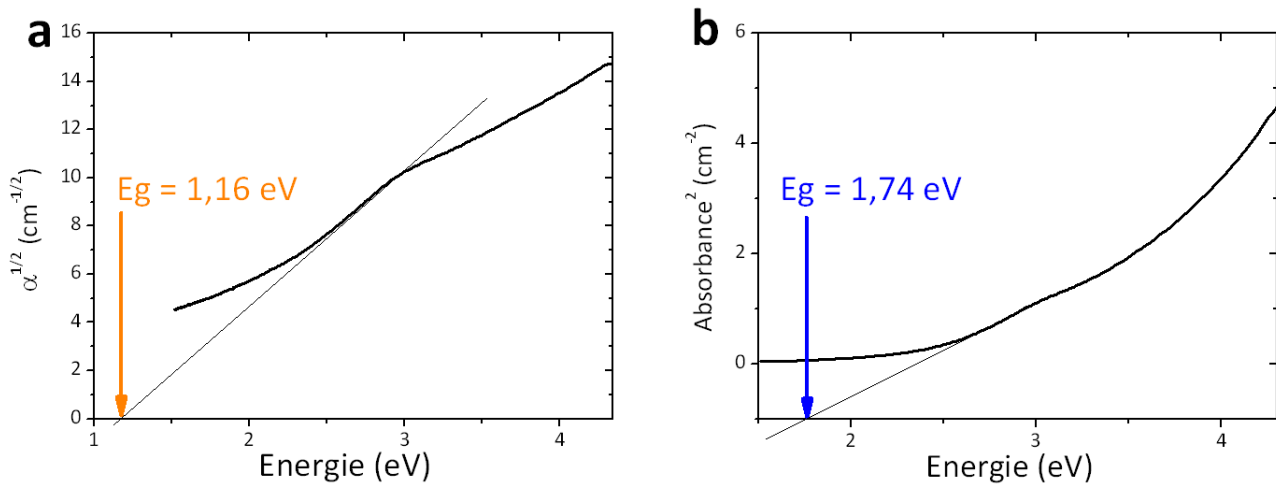 a
16
14
12
10
8
6
4
2
0
α^1/2 (cm^-1/2)
Eg = 1,16 eV
1
2
3
4
Energie (eV)
b
6
4
2
0
Absorbance^2 (cm^-2)
Eg = 1,74 eV
2
3
4
Energie (eV)